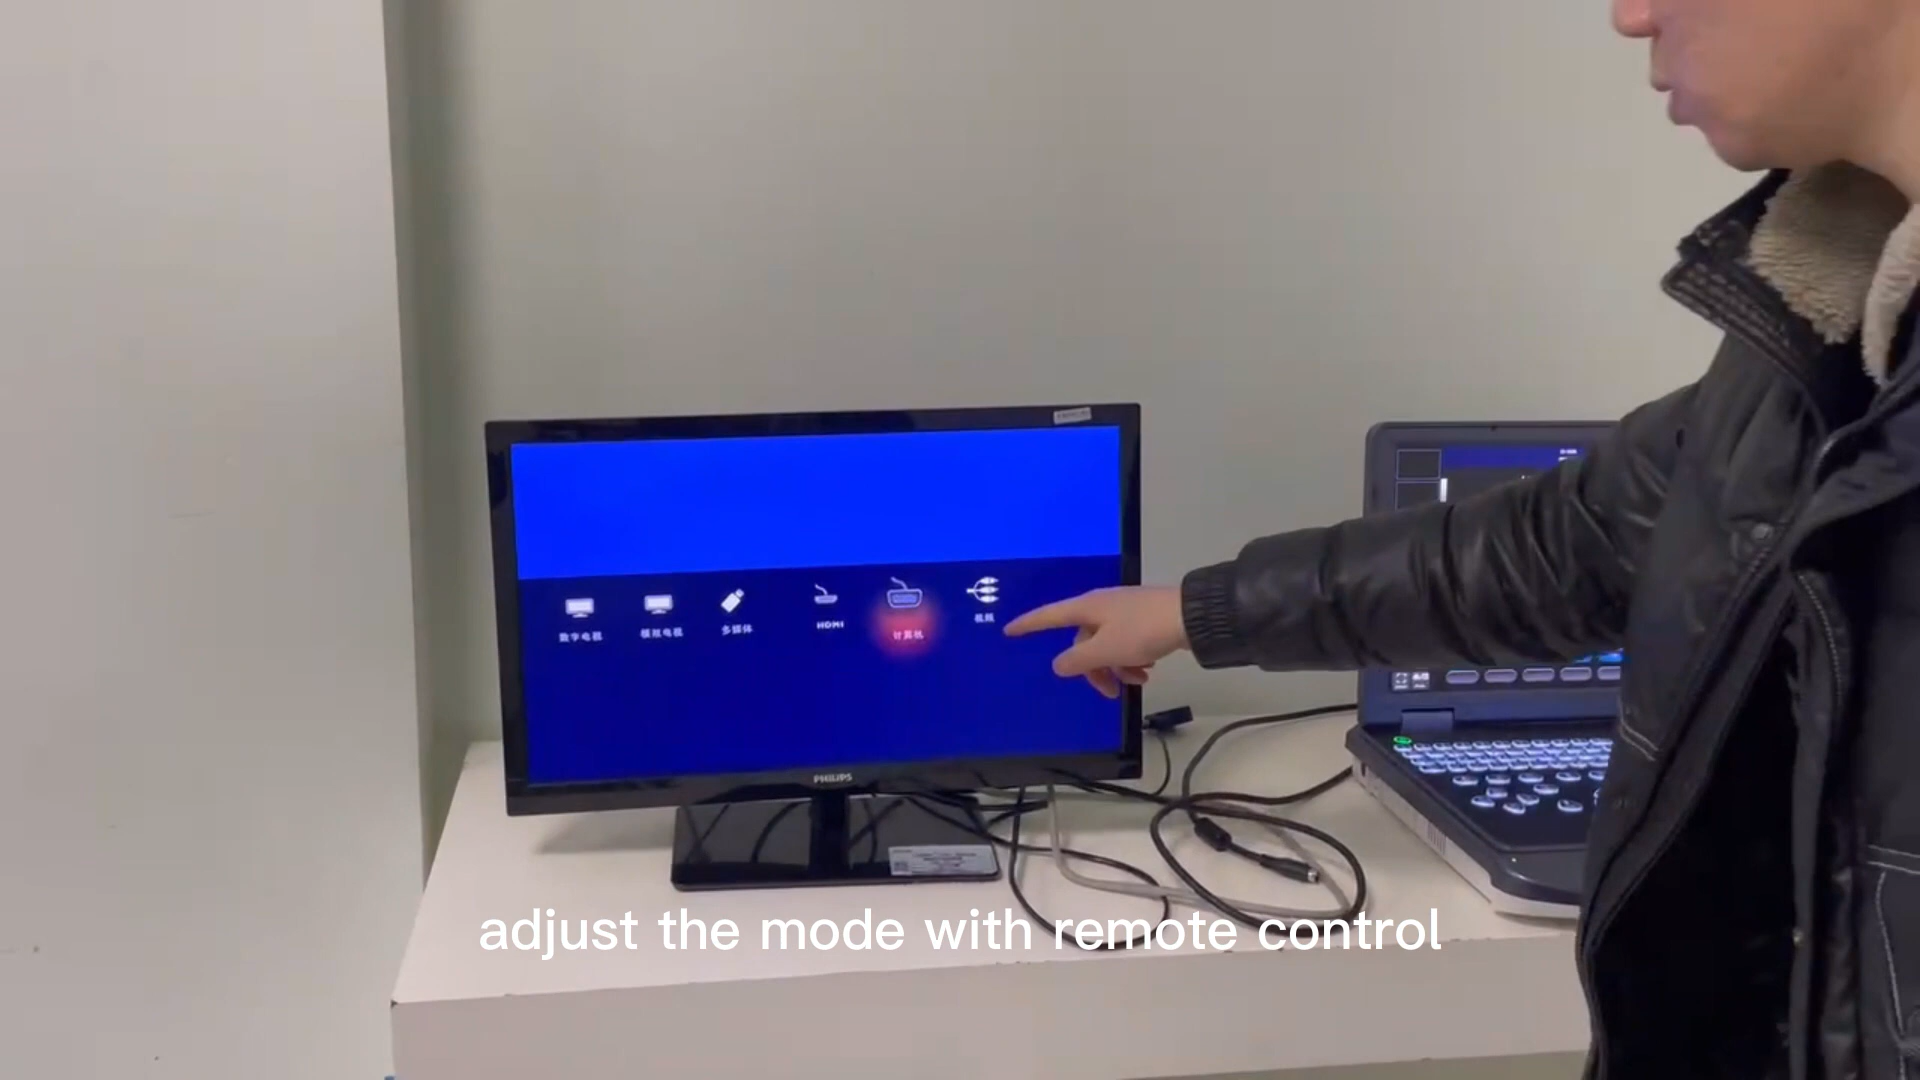 数字电视
模拟电视
多媒体
HDMI
计算机
视频
PHILIPS
adjust the mode with remote control